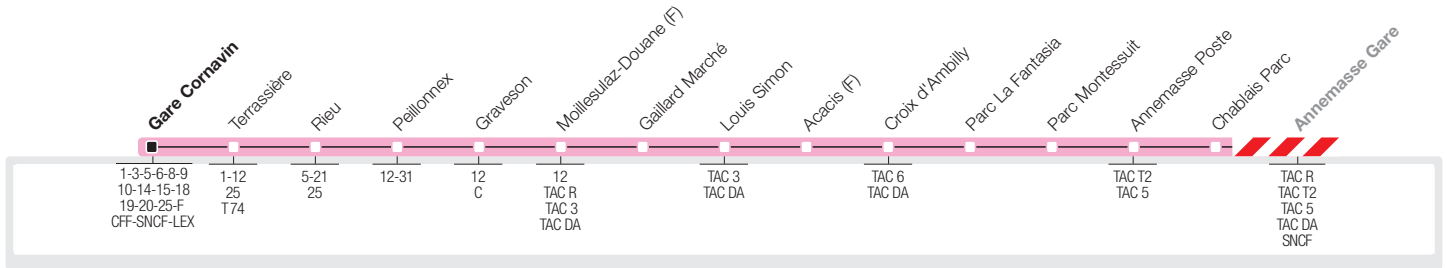 Gare Cornavin
Terrassière
Rieu
Peillonnex
Graveson
Moillesulaz-Douane (F)
Gaillard Marché
Louis Simon
Acacis (F)
Croix d'Ambilly
Parc La Fantasia
Parc Montessuit
Annemasse Poste
Chablais Parc
Annemasse Gare
1-3-5-6-8-9
10-14-15-18
19-20-25-F
CFF-SNCF-LEX
1-12
25
T74
5-21
25
12-31
12
C
12
TAC R
TAC 3
TAC DA
TAC 3
TAC DA
TAC 6
TAC DA
TAC T2
TAC 5
TAC R
TAC T2
TAC 5
TAC DA
SNCF